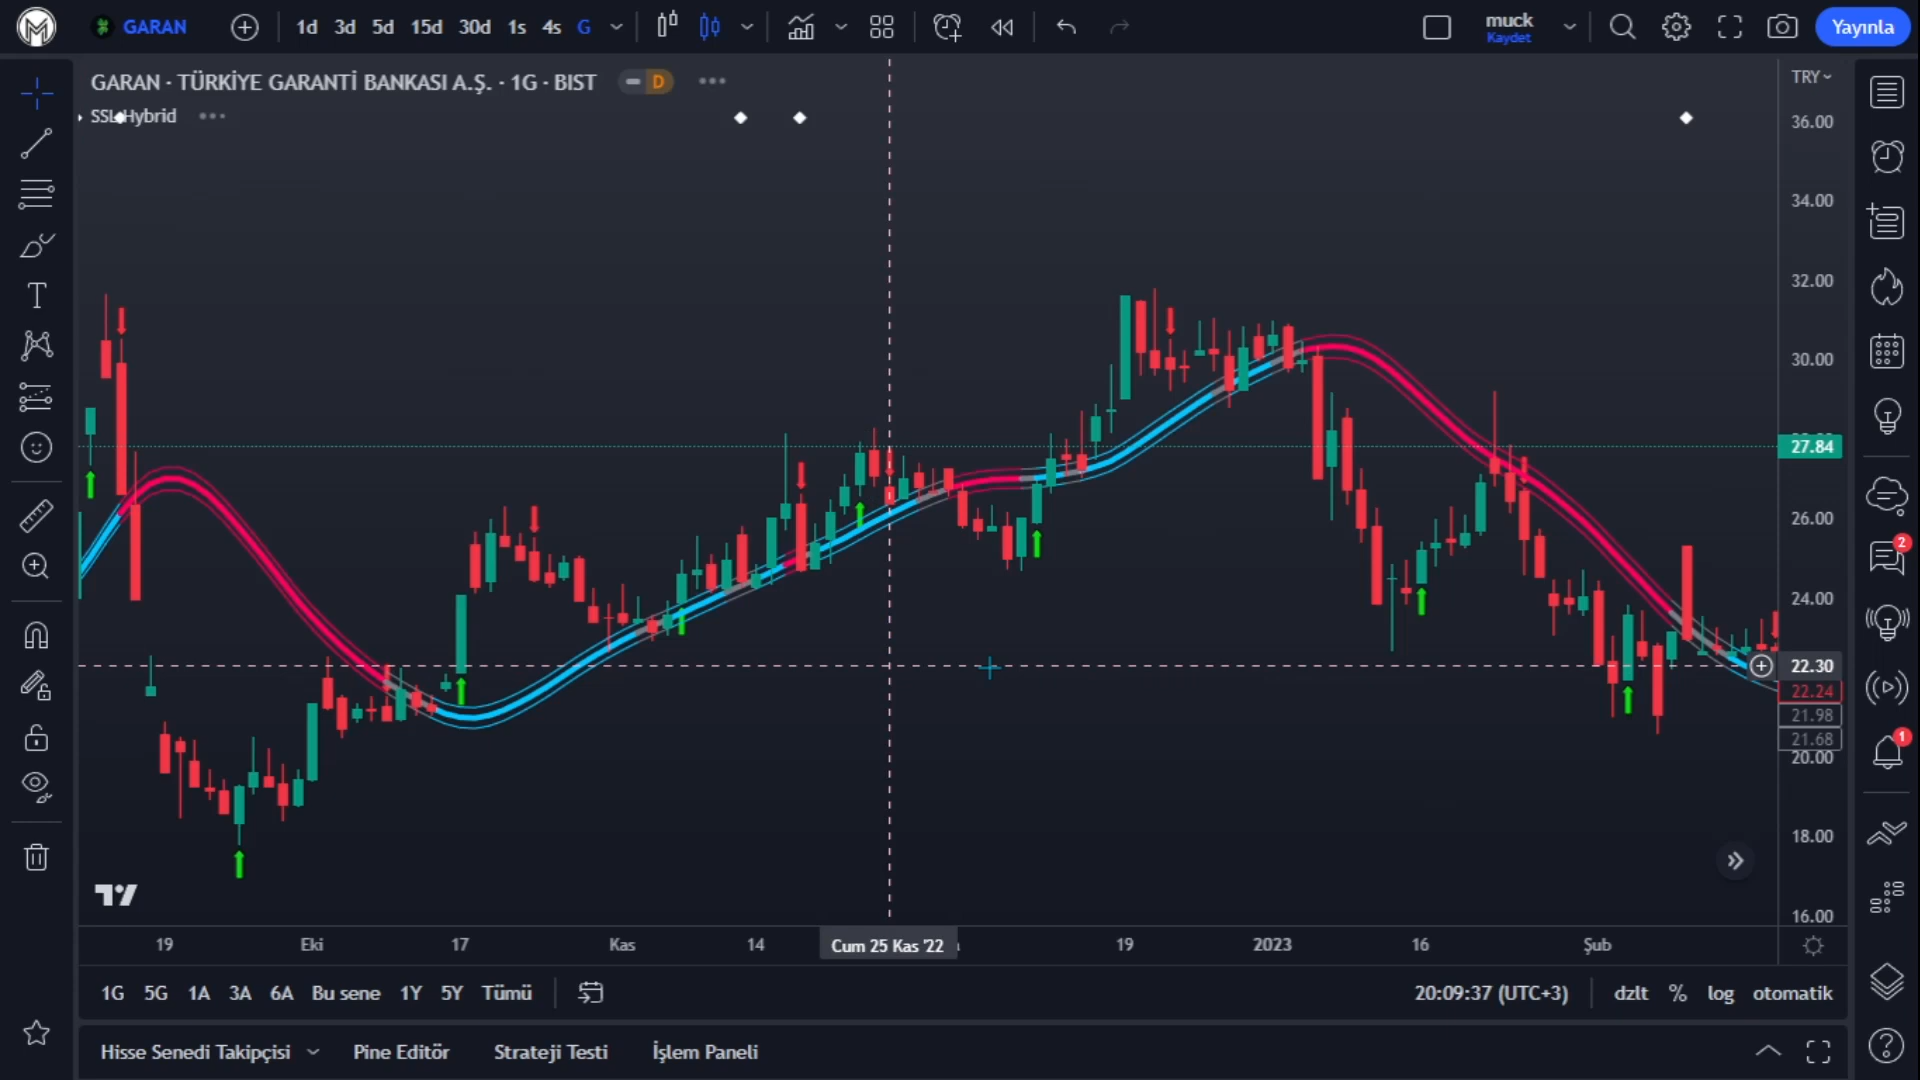 GARAN 1d 3d 5d 15d 30d 1s 4s G muck Yayınla
Kaydet
GARAN · TÜRKİYE GARANTİ BANKASI A.Ş. · 1G · BIST D TRY
SSL Hybrid
36.00
34.00
32.00
30.00
27.84
26.00
24.00
22.30
22.24
21.98
21.68
20.00
18.00
16.00
2
1
19 Eki 17 Kas 14 Cum 25 Kas '22 19 2023 16 Şub
1G 5G 1A 3A 6A Bu sene 1Y 5Y Tümü 20:09:37 (UTC+3) dzlt % log otomatik
Hisse Senedi Takipçisi Pine Editör Strateji Testi İşlem Paneli